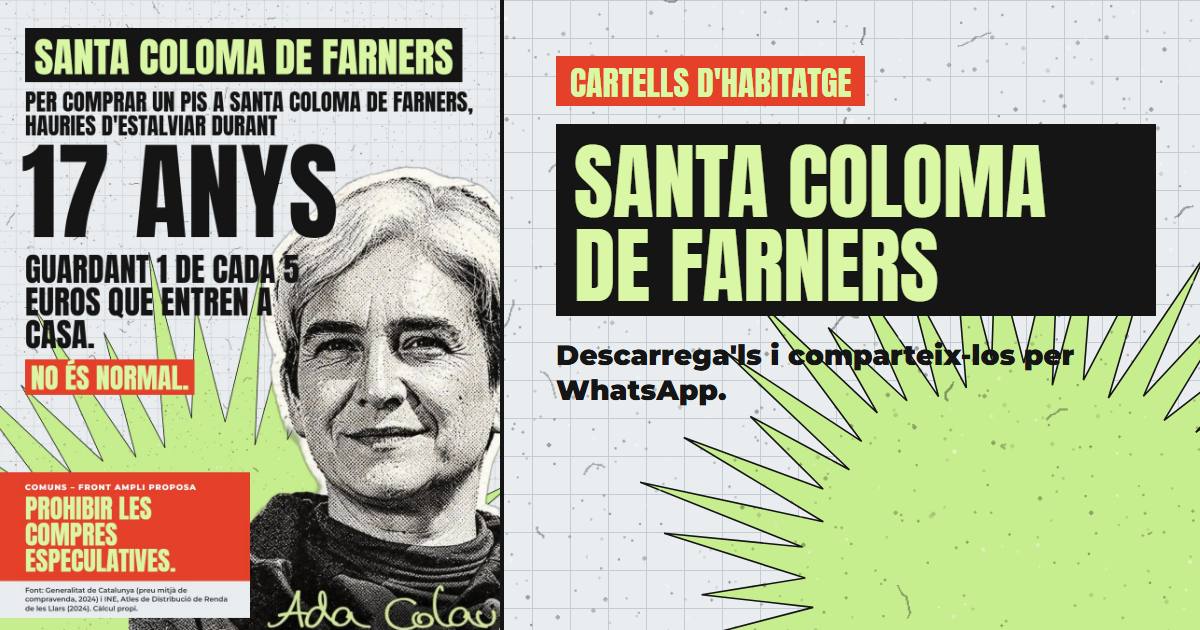 SANTA COLOMA DE FARNERS
PER COMPRAR UN PIS A SANTA COLOMA DE FARNERS,
HAURIES D'ESTALVIAR DURANT
17 ANYS
GUARDANT 1 DE CADA 5
EUROS QUE ENTREN A
CASA.
NO ÉS NORMAL.
COMUNS – FRONT AMPLI PROPOSA
PROHIBIR LES
COMPRES
ESPECULATIVES.
Font: Generalitat de Catalunya (preu mitjà de
compravenda, 2024) i INE, Atles de Distribució de Renda
de les Llars (2024). Càlcul propi.
Ada Colau
CARTELLS D'HABITATGE
SANTA COLOMA
DE FARNERS
Descarrega'ls i comparteix-los per
WhatsApp.